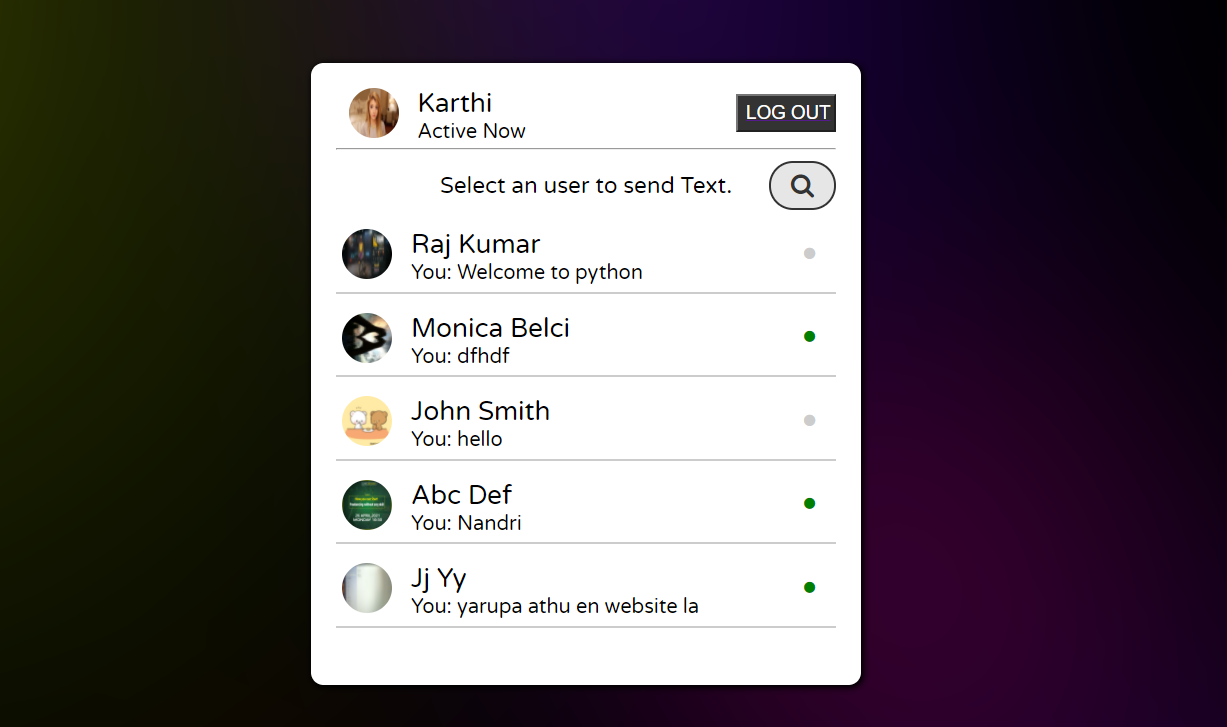 Karthi
Active Now
LOG OUT
Select an user to send Text.
Raj Kumar
You: Welcome to python
Monica Belci
You: dfhdf
John Smith
You: hello
Abc Def
You: Nandri
Jj Yy
You: yarupa athu en website la